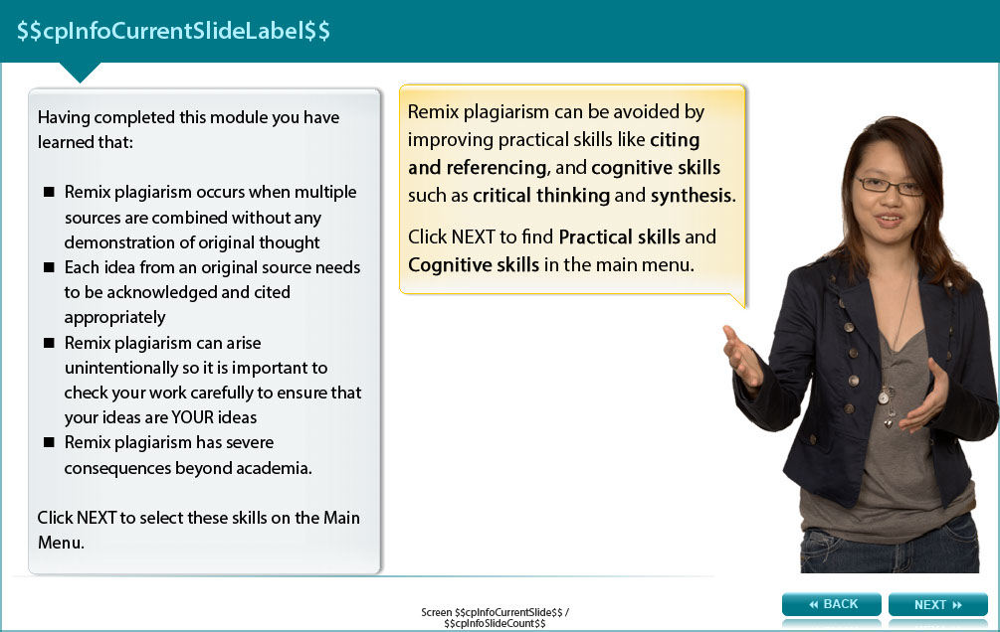 $$cpInfoCurrentSlideLabel$$
Having completed this module you have
learned that:
■ Remix plagiarism occurs when multiple
sources are combined without any
demonstration of original thought
■ Each idea from an original source needs
to be acknowledged and cited
appropriately
■ Remix plagiarism can arise
unintentionally so it is important to
check your work carefully to ensure that
your ideas are YOUR ideas
■ Remix plagiarism has severe
consequences beyond academia.
Click NEXT to select these skills on the Main
Menu.
Remix plagiarism can be avoided by
improving practical skills like citing
and referencing, and cognitive skills
such as critical thinking and synthesis.
Click NEXT to find Practical skills and
Cognitive skills in the main menu.
Screen $$cpInfoCurrentSlide$$ /
$$cpInfoSlideCount$$
BACK
NEXT